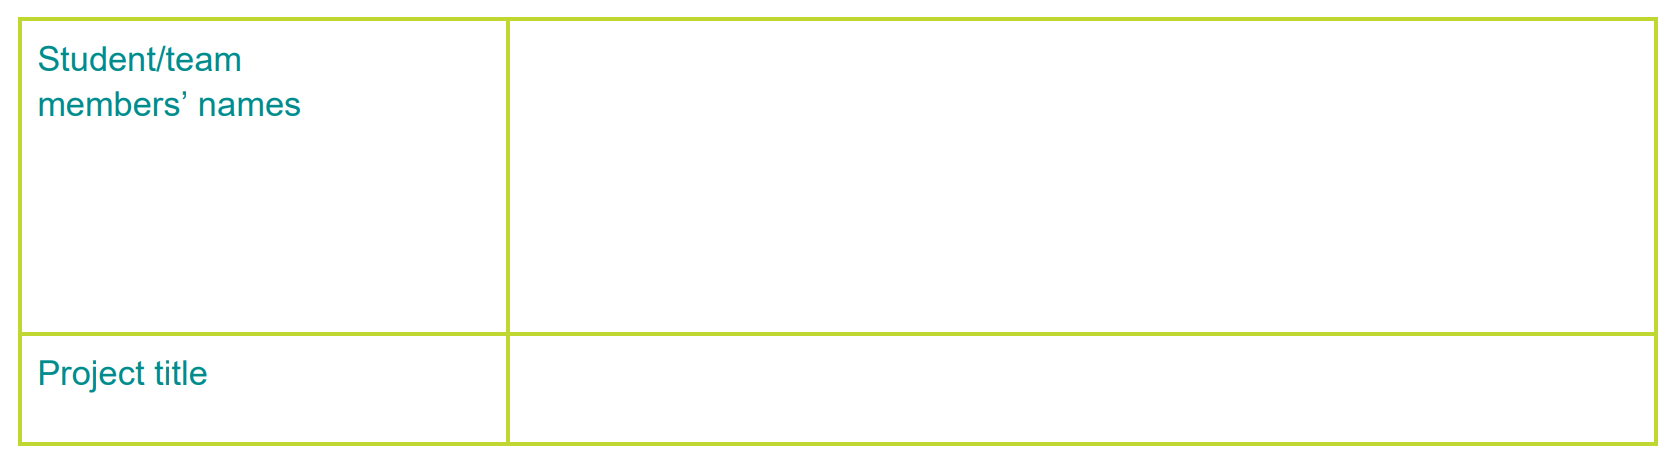 Student/team
members’ names
Project title